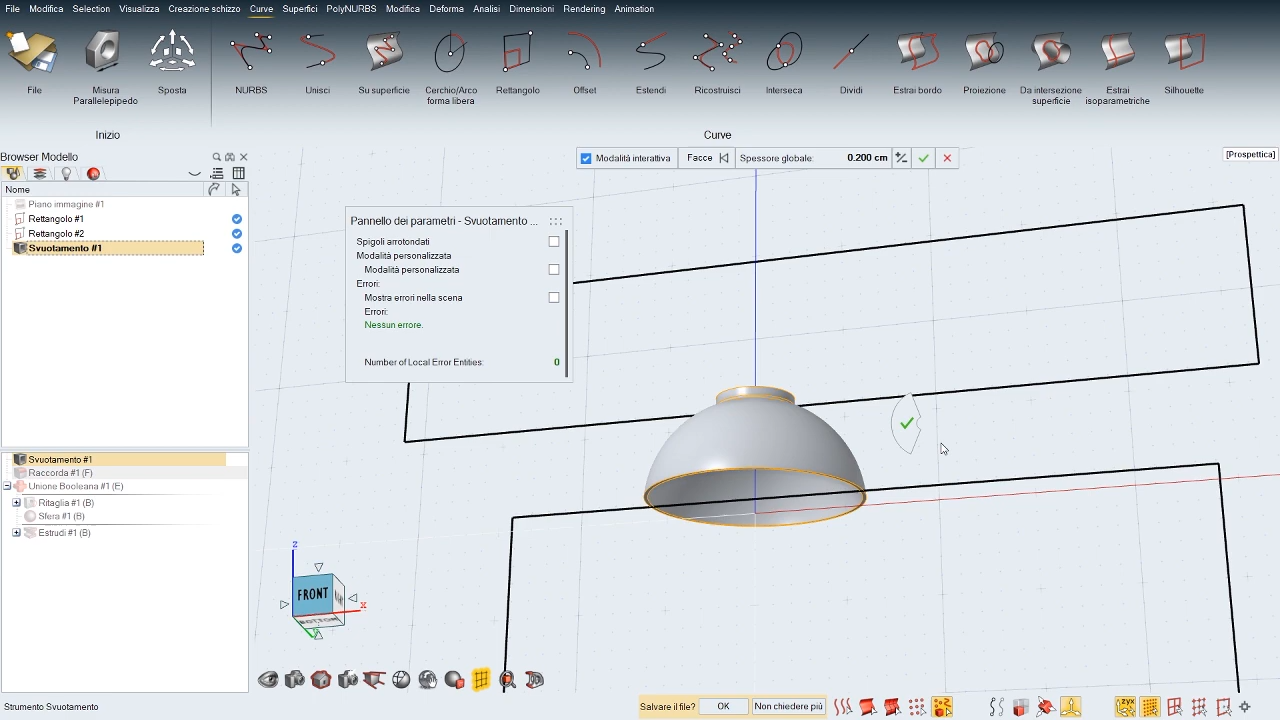 File Modifica Selection Visualizza Creazione schizzo Curve Superfici PolyNURBS Modifica Deforma Analisi Dimensioni Rendering Animation
File Misura Parallelepipedo Sposta NURBS Unisci Su superficie Cerchio/Arco forma libera Rettangolo Offset Estendi Ricostruisci Interseca Dividi Estrai bordo Proiezione Da intersezione superficie Estrai isoparametriche Silhouette
Inizio Curve
Browser Modello
Modalità interattiva Facce Spessore globale: 0.200 cm
[Prospettica]
Nome
Piano immagine #1
Rettangolo #1
Rettangolo #2
Svuotamento #1
Pannello dei parametri - Svuotamento ...
Spigoli arrotondati
Modalità personalizzata
Modalità personalizzata
Errori:
Mostra errori nella scena
Errori:
Nessun errore.
Number of Local Error Entities: 0
Svuotamento #1
Raccorda #1 (F)
Unione Booleana #1 (E)
Ritaglia #1 (B)
Sfera #1 (B)
Estrudi #1 (B)
z
FRONT
x
BOTTOM
Strumento Svuotamento
Salvare il file? OK Non chiedere più
zyx